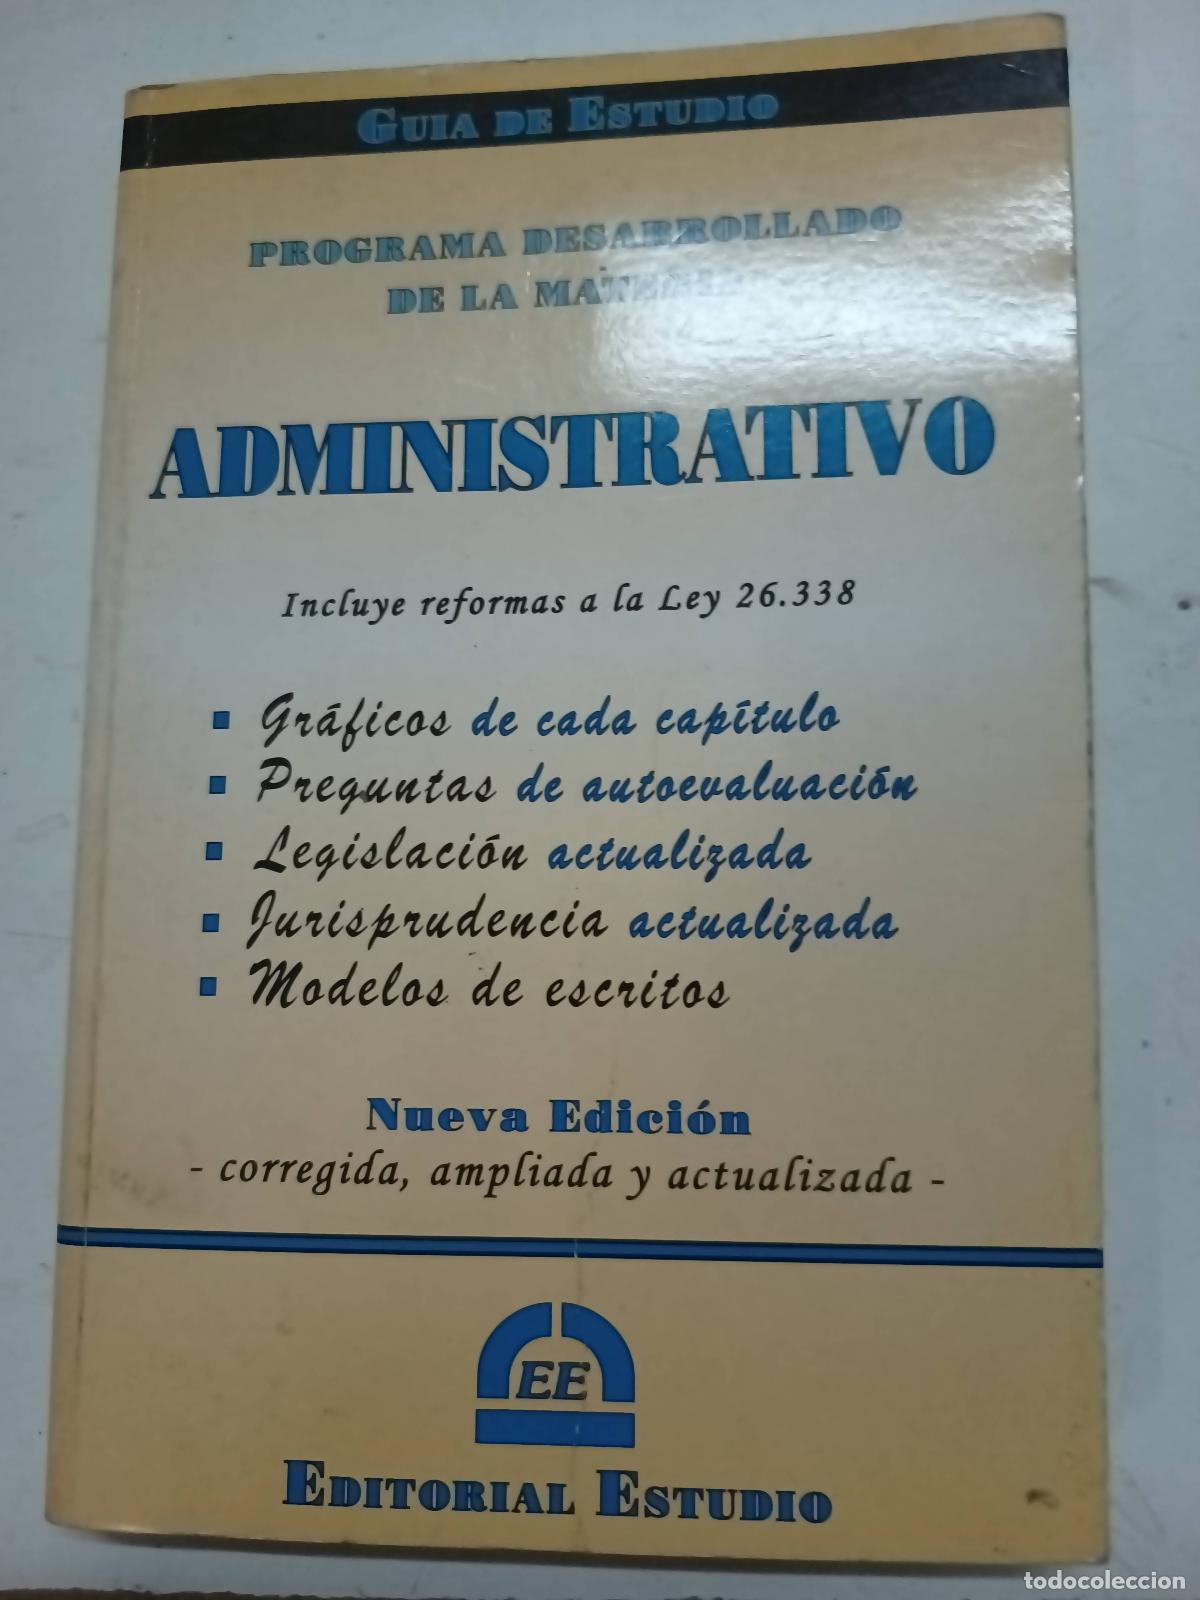 GUIA DE ESTUDIO
PROGRAMA DESARROLLADO
DE LA MATERIA
ADMINISTRATIVO
Incluye reformas a la Ley 26.338
Gráficos de cada capítulo
Preguntas de autoevaluación
Legislación actualizada
Jurisprudencia actualizada
Modelos de escritos
Nueva Edición
- corregida, ampliada y actualizada -
EE
EDITORIAL ESTUDIO
todocoleccion